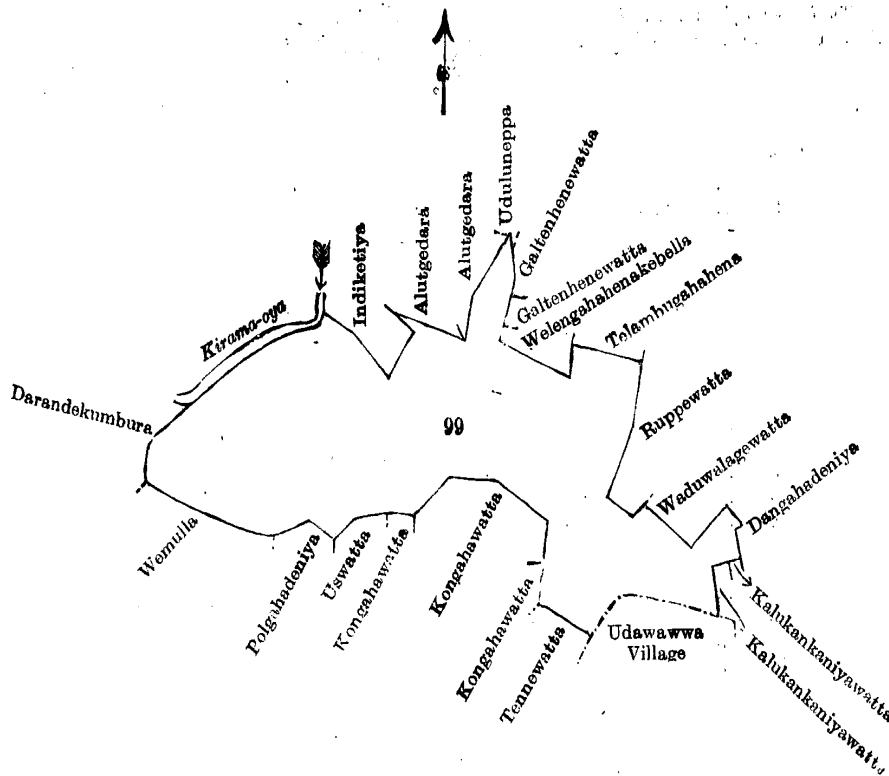 Uduluneppa
Galtenhenewatta
Alutgedara
Alutgedara
Indiketiya
Galtenhenewatta
Welengahahenakebella
Telambugahahena
Kirama-oya
Darandekumbura
Ruppewatta
99
Waduwalagewatta
Dangahadeniya
Wemulla
Polgahadeniya
Uswatta
Kongahawatta
Kongahawatta
Kongahawatta
Tennewatta
Udawawwa
Village
Kalukankaniyawatta
Kalukankaniyawatta